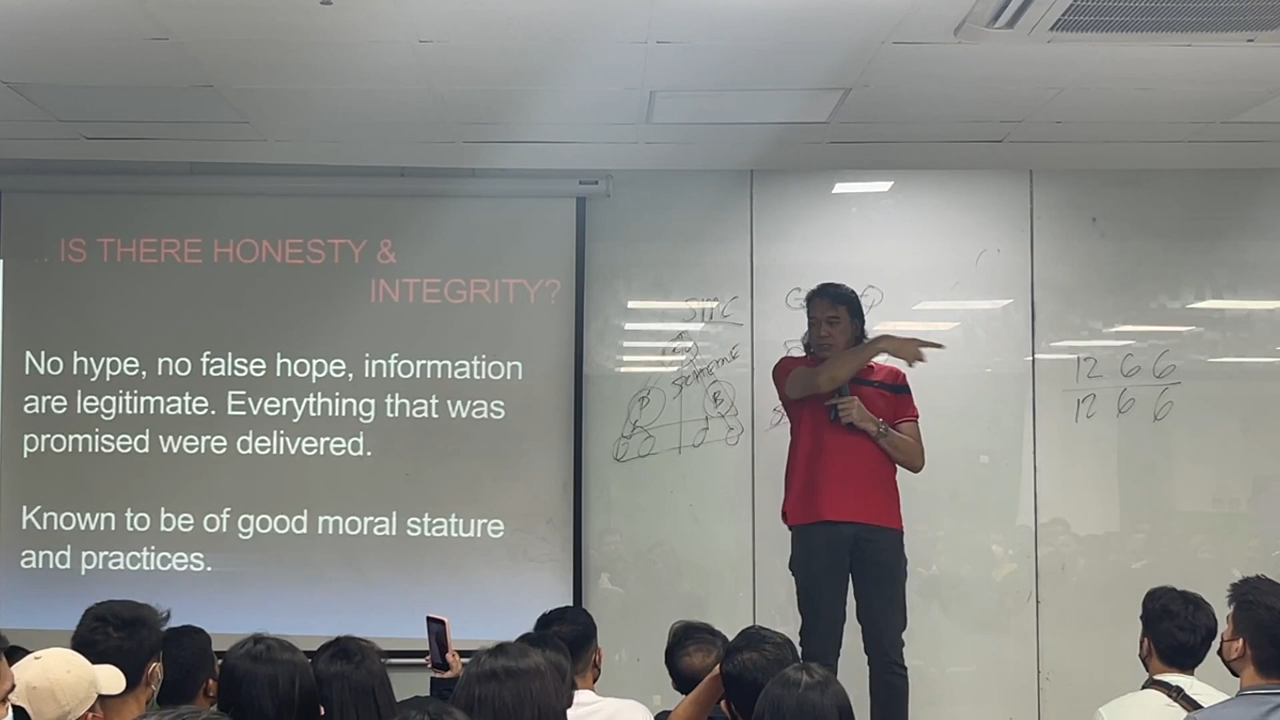 .. IS THERE HONESTY &
INTEGRITY?
No hype, no false hope, information
are legitimate. Everything that was
promised were delivered.
Known to be of good moral stature
and practices.
SCHEME
B
12 6 6
12 6 6